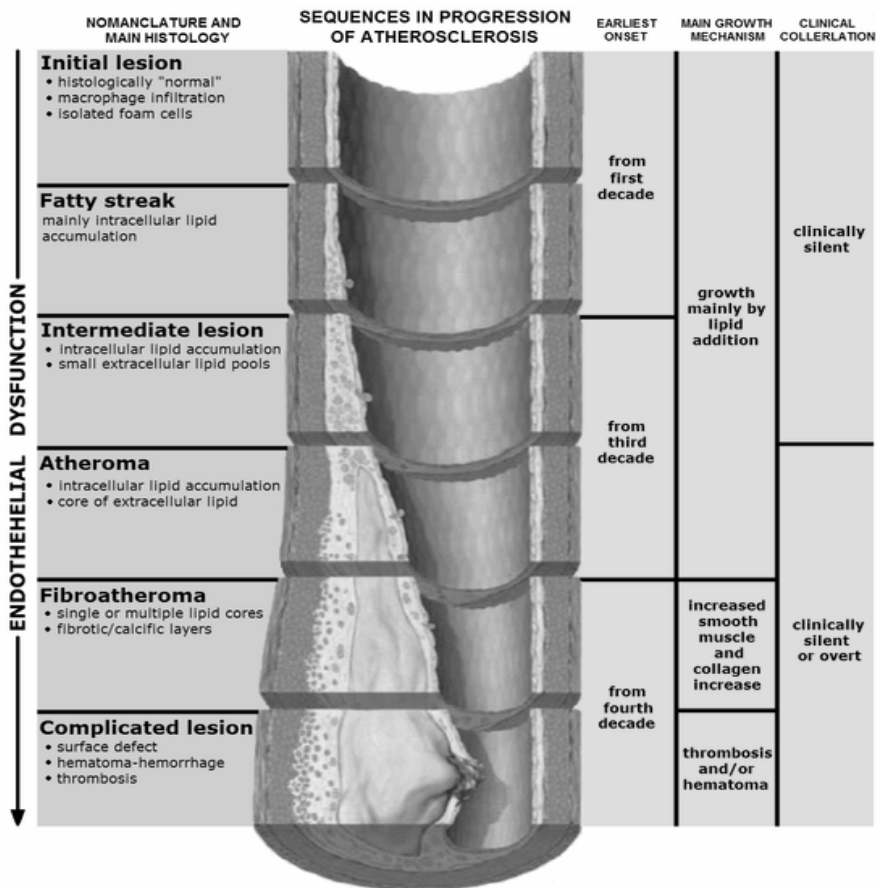 NOMANCLATURE AND
MAIN HISTOLOGY
SEQUENCES IN PROGRESSION
OF ATHEROSCLEROSIS
EARLIEST
ONSET
MAIN GROWTH
MECHANISM
CLINICAL
COLLERLATION
ENDOTHEHELIAL DYSFUNCTION
Initial lesion
• histologically "normal"
• macrophage infiltration
• isolated foam cells
Fatty streak
mainly intracellular lipid
accumulation
Intermediate lesion
• intracellular lipid accumulation
• small extracellular lipid pools
Atheroma
• intracellular lipid accumulation
• core of extracellular lipid
Fibroatheroma
• single or multiple lipid cores
• fibrotic/calcific layers
Complicated lesion
• surface defect
• hematoma-hemorrhage
• thrombosis
from
first
decade
from
third
decade
from
fourth
decade
growth
mainly by
lipid
addition
increased
smooth
muscle
and
collagen
increase
thrombosis
and/or
hematoma
clinically
silent
clinically
silent
or overt